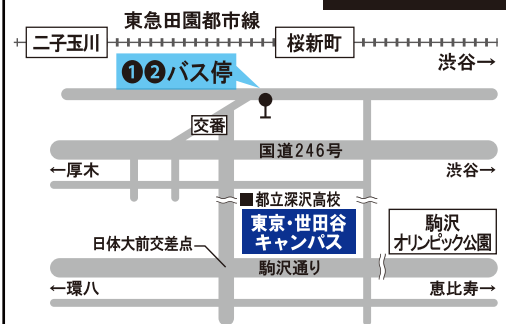 東急田園都市線
二子玉川
桜新町
渋谷→
❶❷バス停
交番
国道246号
←厚木
渋谷→
■都立深沢高校
東京・世田谷
キャンパス
駒沢
オリンピック公園
日体大前交差点
駒沢通り
←環八
恵比寿→